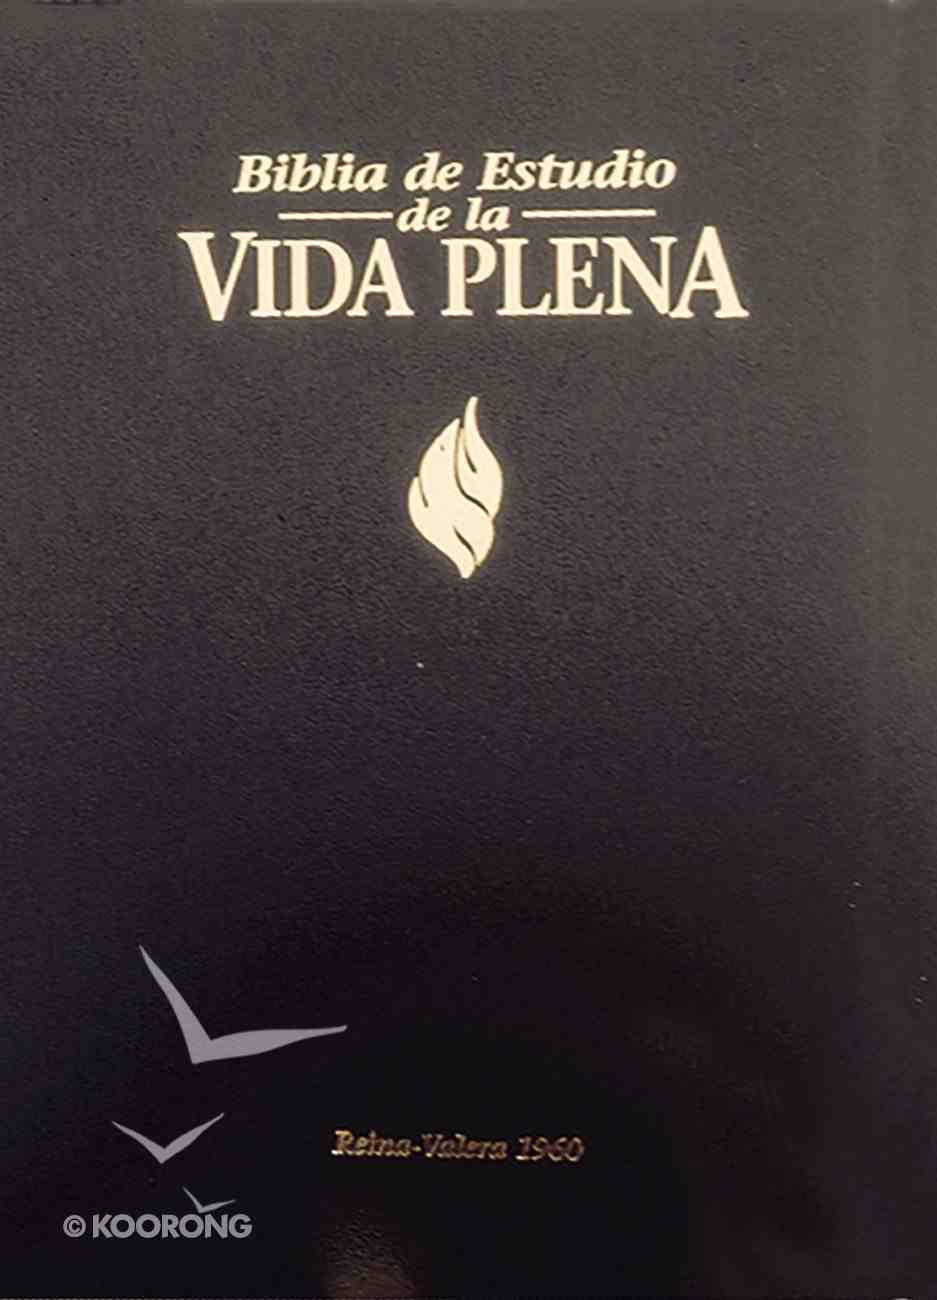 Biblia de Estudio
de la
VIDA PLENA
Reina-Valera 1960
© KOORONG